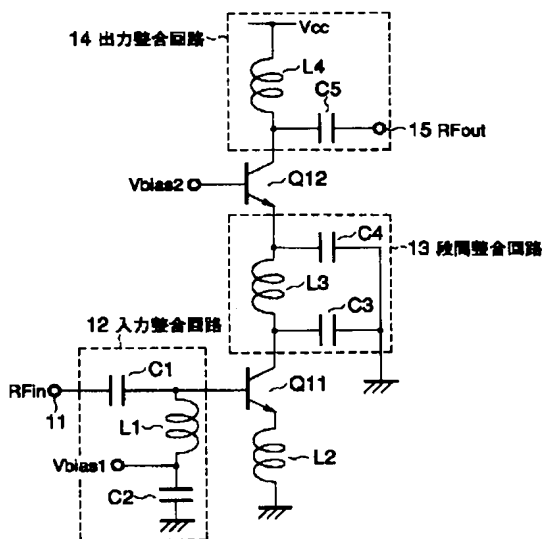 14 出力整合回路
Vcc
L4
C5
15 RFout
Vbias2
Q12
C4
13 段間整合回路
L3
C3
12 入力整合回路
C1
RFin
11
Q11
L1
Vbias1
L2
C2